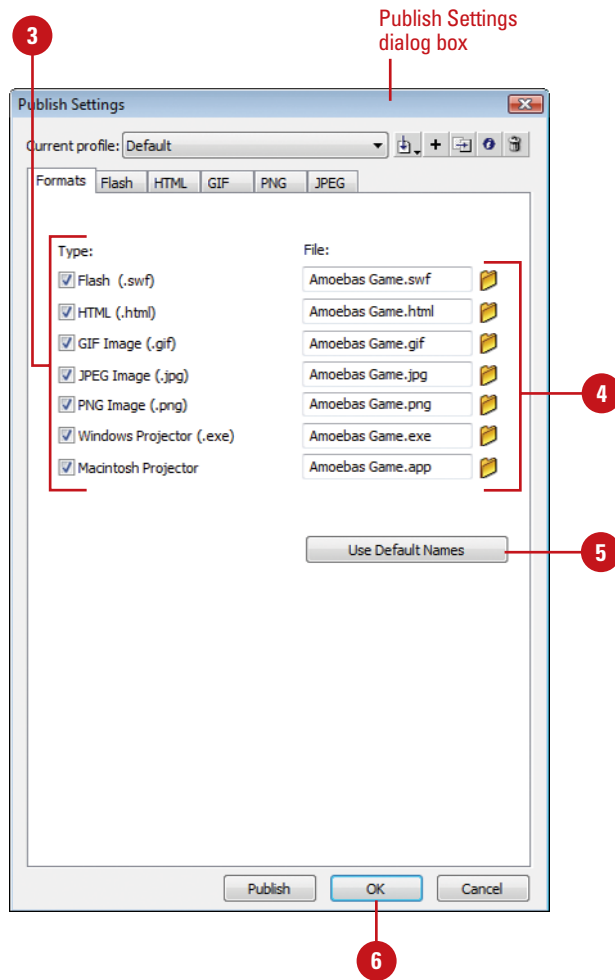 Publish Settings
dialog box
3
Publish Settings
Current profile: Default
Formats Flash HTML GIF PNG JPEG
Type: File:
Flash (.swf) Amoebas Game.swf
HTML (.html) Amoebas Game.html
GIF Image (.gif) Amoebas Game.gif
JPEG Image (.jpg) Amoebas Game.jpg
4
PNG Image (.png) Amoebas Game.png
Windows Projector (.exe) Amoebas Game.exe
Macintosh Projector Amoebas Game.app
Use Default Names
5
Publish OK Cancel
6